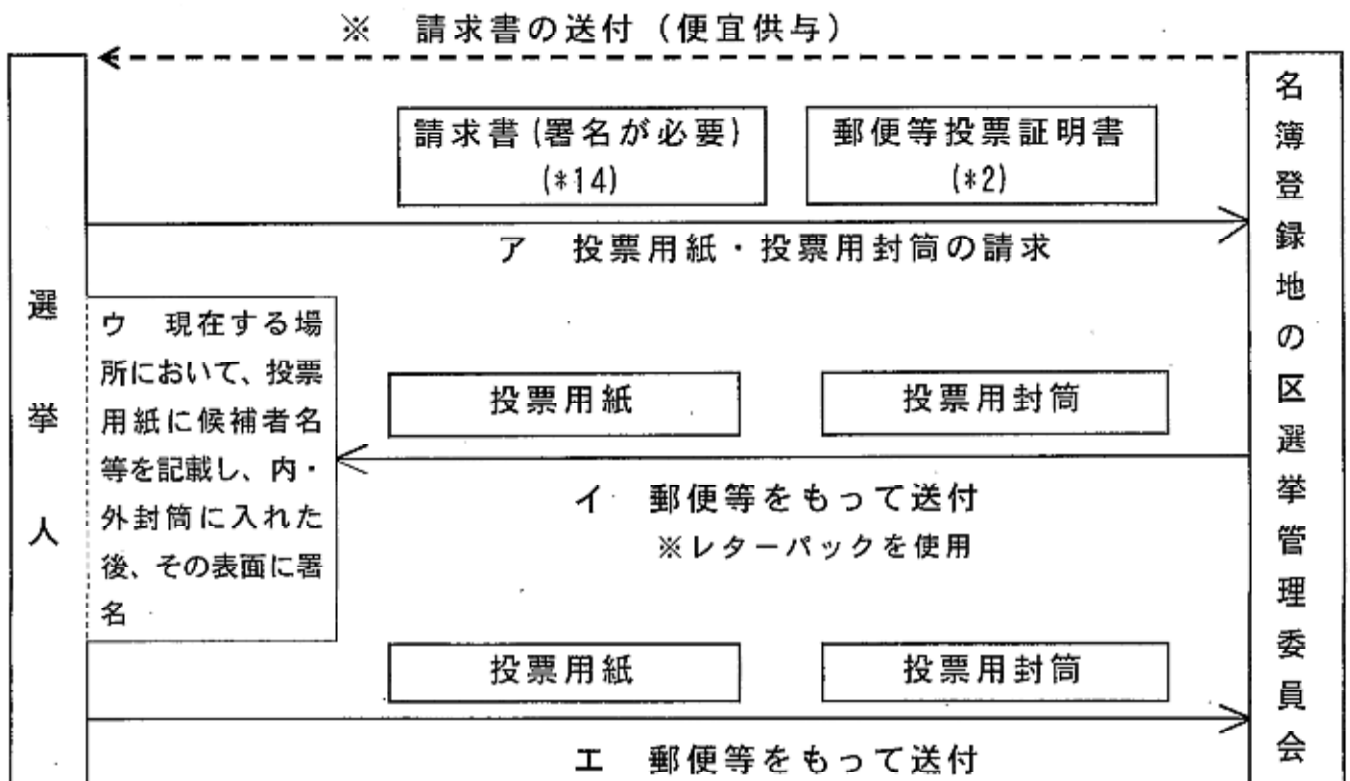 ※ 請求書の送付（便宜供与）
請求書(署名が必要)
(*14)
郵便等投票証明書
(*2)
ア 投票用紙・投票用封筒の請求
選挙人
ウ 現在する場
所において、投票
用紙に候補者名
等を記載し、内・
外封筒に入れた
後、その表面に署
名
投票用紙
投票用封筒
イ 郵便等をもって送付
※レターパックを使用
投票用紙
投票用封筒
エ 郵便等をもって送付
名簿登録地の区選挙管理委員会